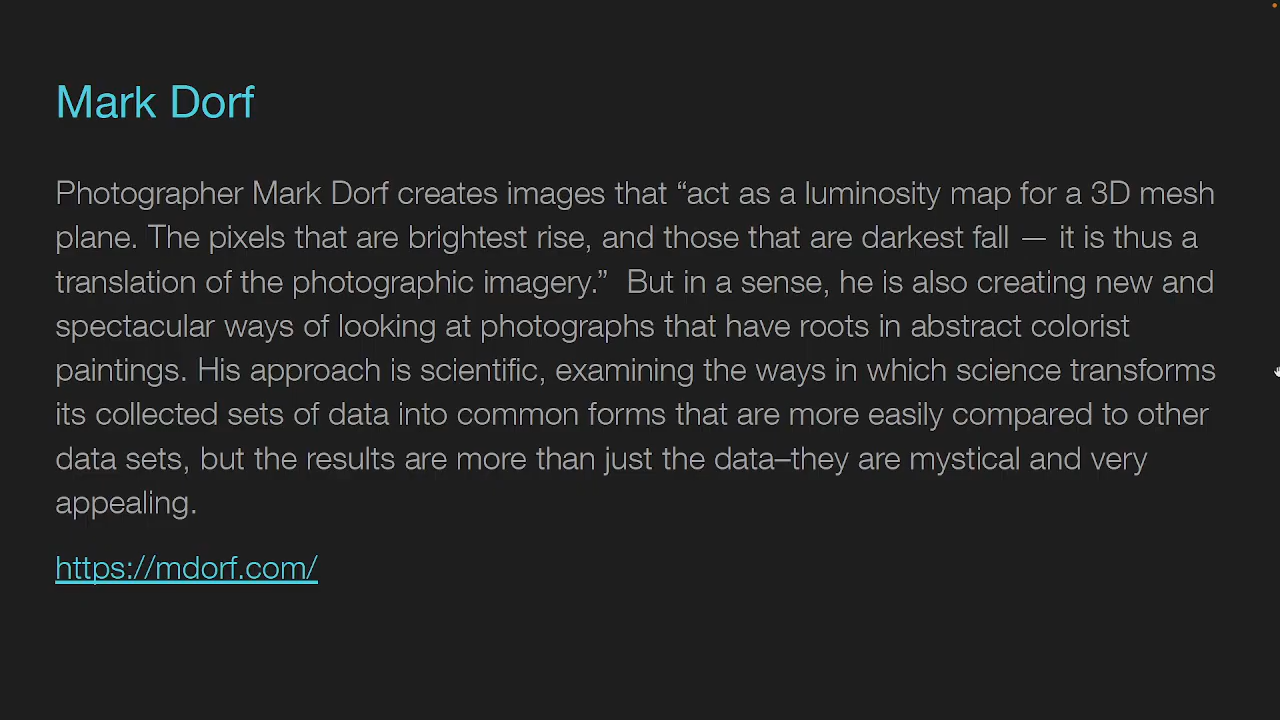 Mark Dorf
Photographer Mark Dorf creates images that “act as a luminosity map for a 3D mesh
plane. The pixels that are brightest rise, and those that are darkest fall — it is thus a
translation of the photographic imagery.”  But in a sense, he is also creating new and
spectacular ways of looking at photographs that have roots in abstract colorist
paintings. His approach is scientific, examining the ways in which science transforms
its collected sets of data into common forms that are more easily compared to other
data sets, but the results are more than just the data–they are mystical and very
appealing.
https://mdorf.com/